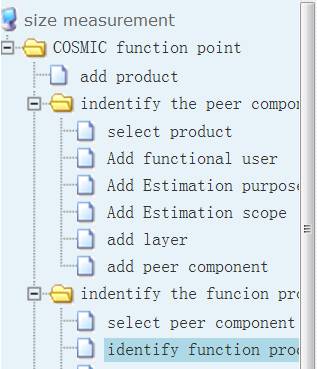 size measurement
COSMIC function point
add product
indentify the peer compon
select product
Add functional user
Add Estimation purpose
Add Estimation scope
add layer
add peer component
indentify the funcion pro
select peer component
identify function proc